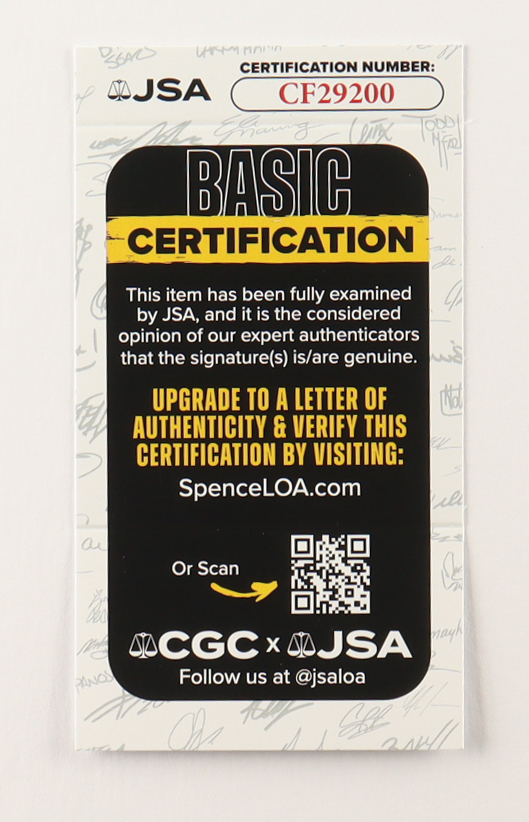 CERTIFICATION NUMBER:
JSA
CF29200
BASIC
CERTIFICATION
This item has been fully examined
by JSA, and it is the considered
opinion of our expert authenticators
that the signature(s) is/are genuine.
UPGRADE TO A LETTER OF
AUTHENTICITY & VERIFY THIS
CERTIFICATION BY VISITING:
SpenceLOA.com
Or Scan
CGC x JSA
Follow us at @jsaloa